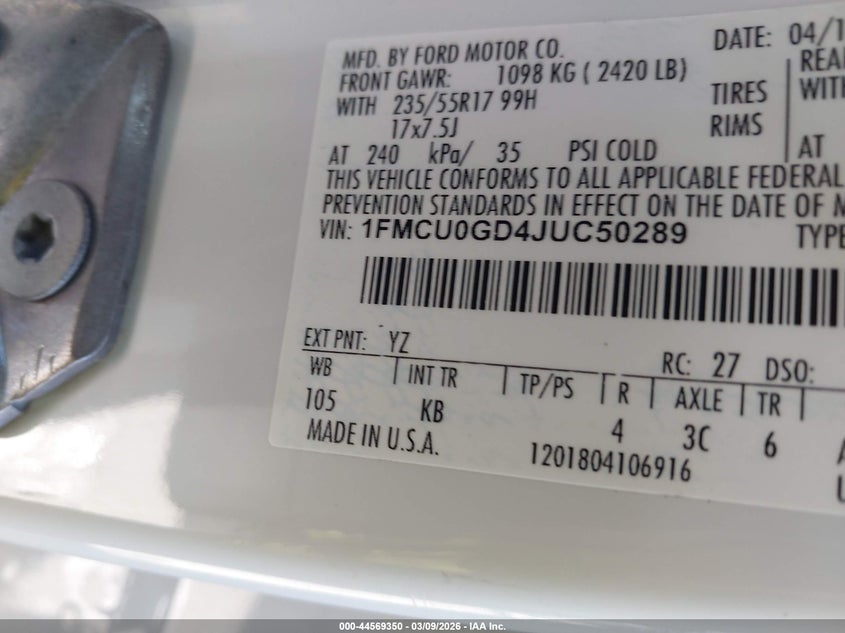 MFD. BY FORD MOTOR CO. DATE: 04/1
FRONT GAWR: 1098 KG ( 2420 LB) REA
WITH 235/55R17 99H TIRES WITH
17x7.5J RIMS
AT 240 kPa/ 35 PSI COLD AT
THIS VEHICLE CONFORMS TO ALL APPLICABLE FEDERAL
PREVENTION STANDARDS IN EFFECT ON THE DATE OF M
VIN: 1FMCU0GD4JUC50289 TYPE
EXT PNT: YZ RC: 27 DSO:
WB INT TR TP/PS R AXLE TR
105 KB 4 3C 6
MADE IN U.S.A. 1201804106916
000-44569350 | 03/09/2026 - IAA Inc.